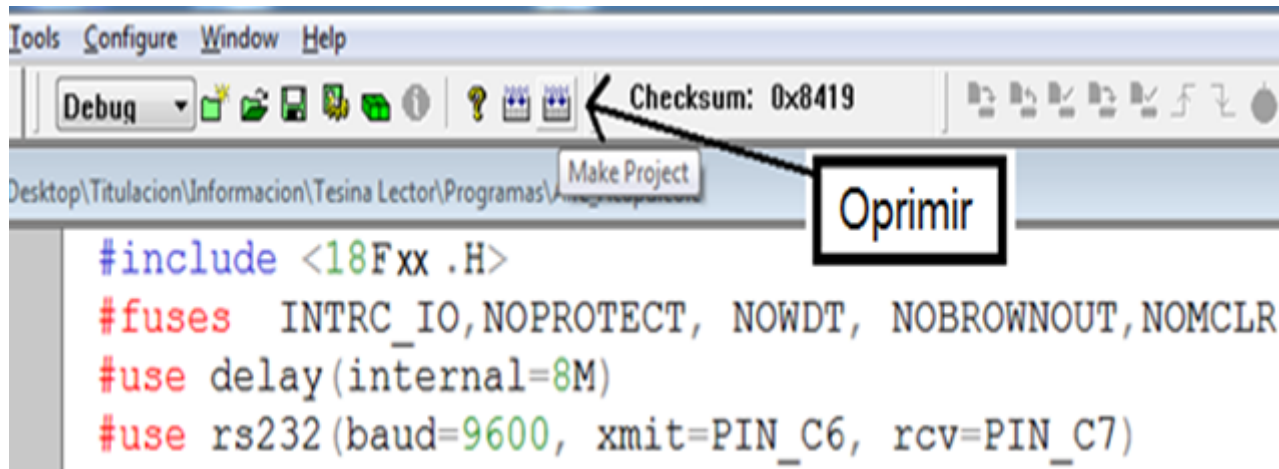 Tools Configure Window Help
Debug Checksum: 0x8419
Make Project
Desktop\Titulacion\Informacion\Tesina Lector\Programas\
Oprimir
#include <18Fxx .H>
#fuses INTRC_IO,NOPROTECT, NOWDT, NOBROWNOUT,NOMCLR
#use delay(internal=8M)
#use rs232(baud=9600, xmit=PIN_C6, rcv=PIN_C7)